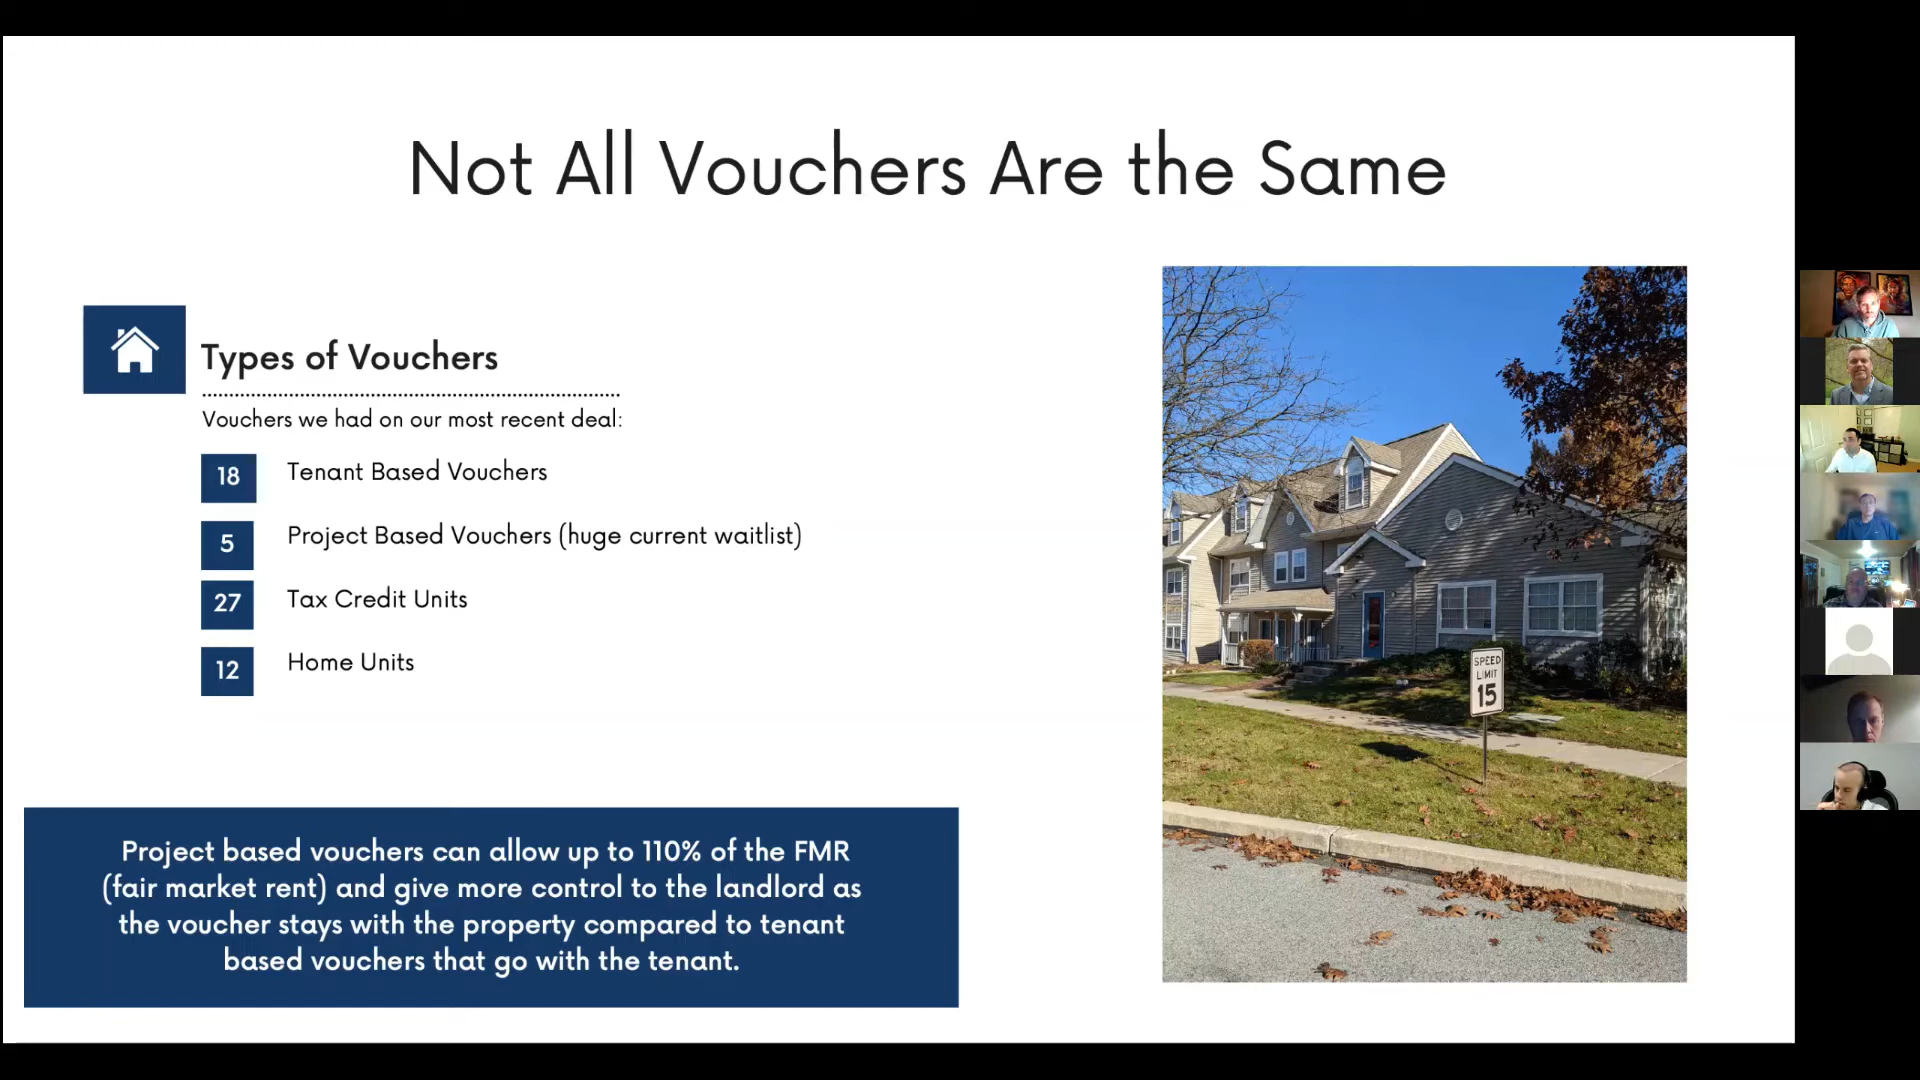 Not All Vouchers Are the Same
Types of Vouchers
Vouchers we had on our most recent deal:
18 Tenant Based Vouchers
5 Project Based Vouchers (huge current waitlist)
27 Tax Credit Units
12 Home Units
Project based vouchers can allow up to 110% of the FMR
(fair market rent) and give more control to the landlord as
the voucher stays with the property compared to tenant
based vouchers that go with the tenant.
SPEED
LIMIT
15